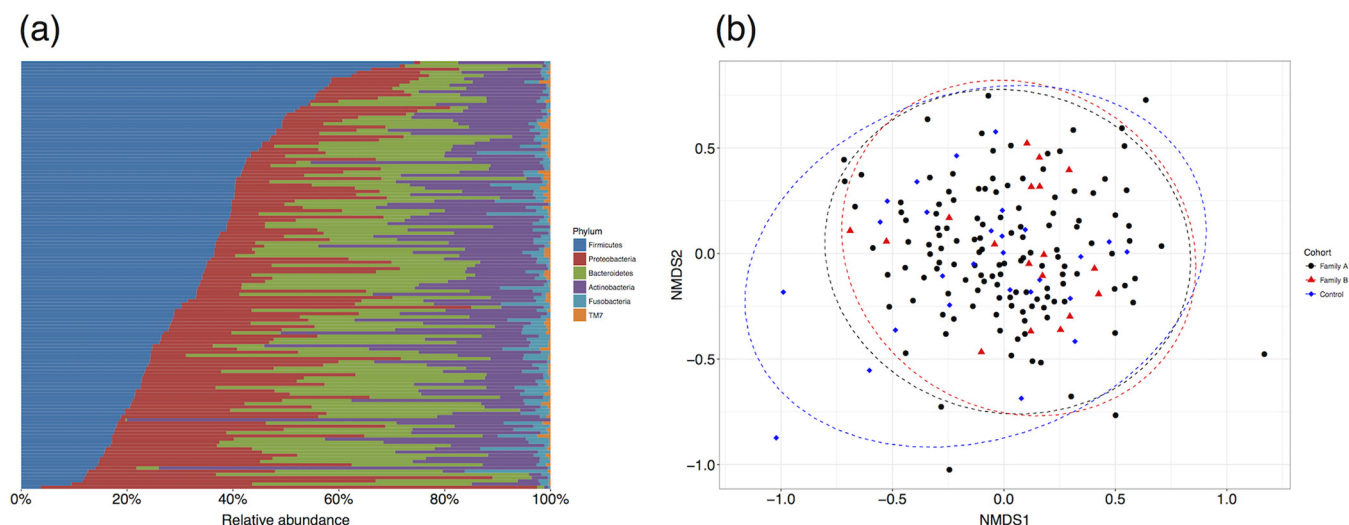 (a)
Phylum
Firmicutes
Proteobacteria
Bacteroidetes
Actinobacteria
Fusobacteria
TM7
0% 20% 40% 60% 80% 100%
Relative abundance
(b)
NMDS2
0.5
0.0
−0.5
−1.0
−1.0 −0.5 0.0 0.5 1.0
NMDS1
Cohort
Family A
Family B
Control